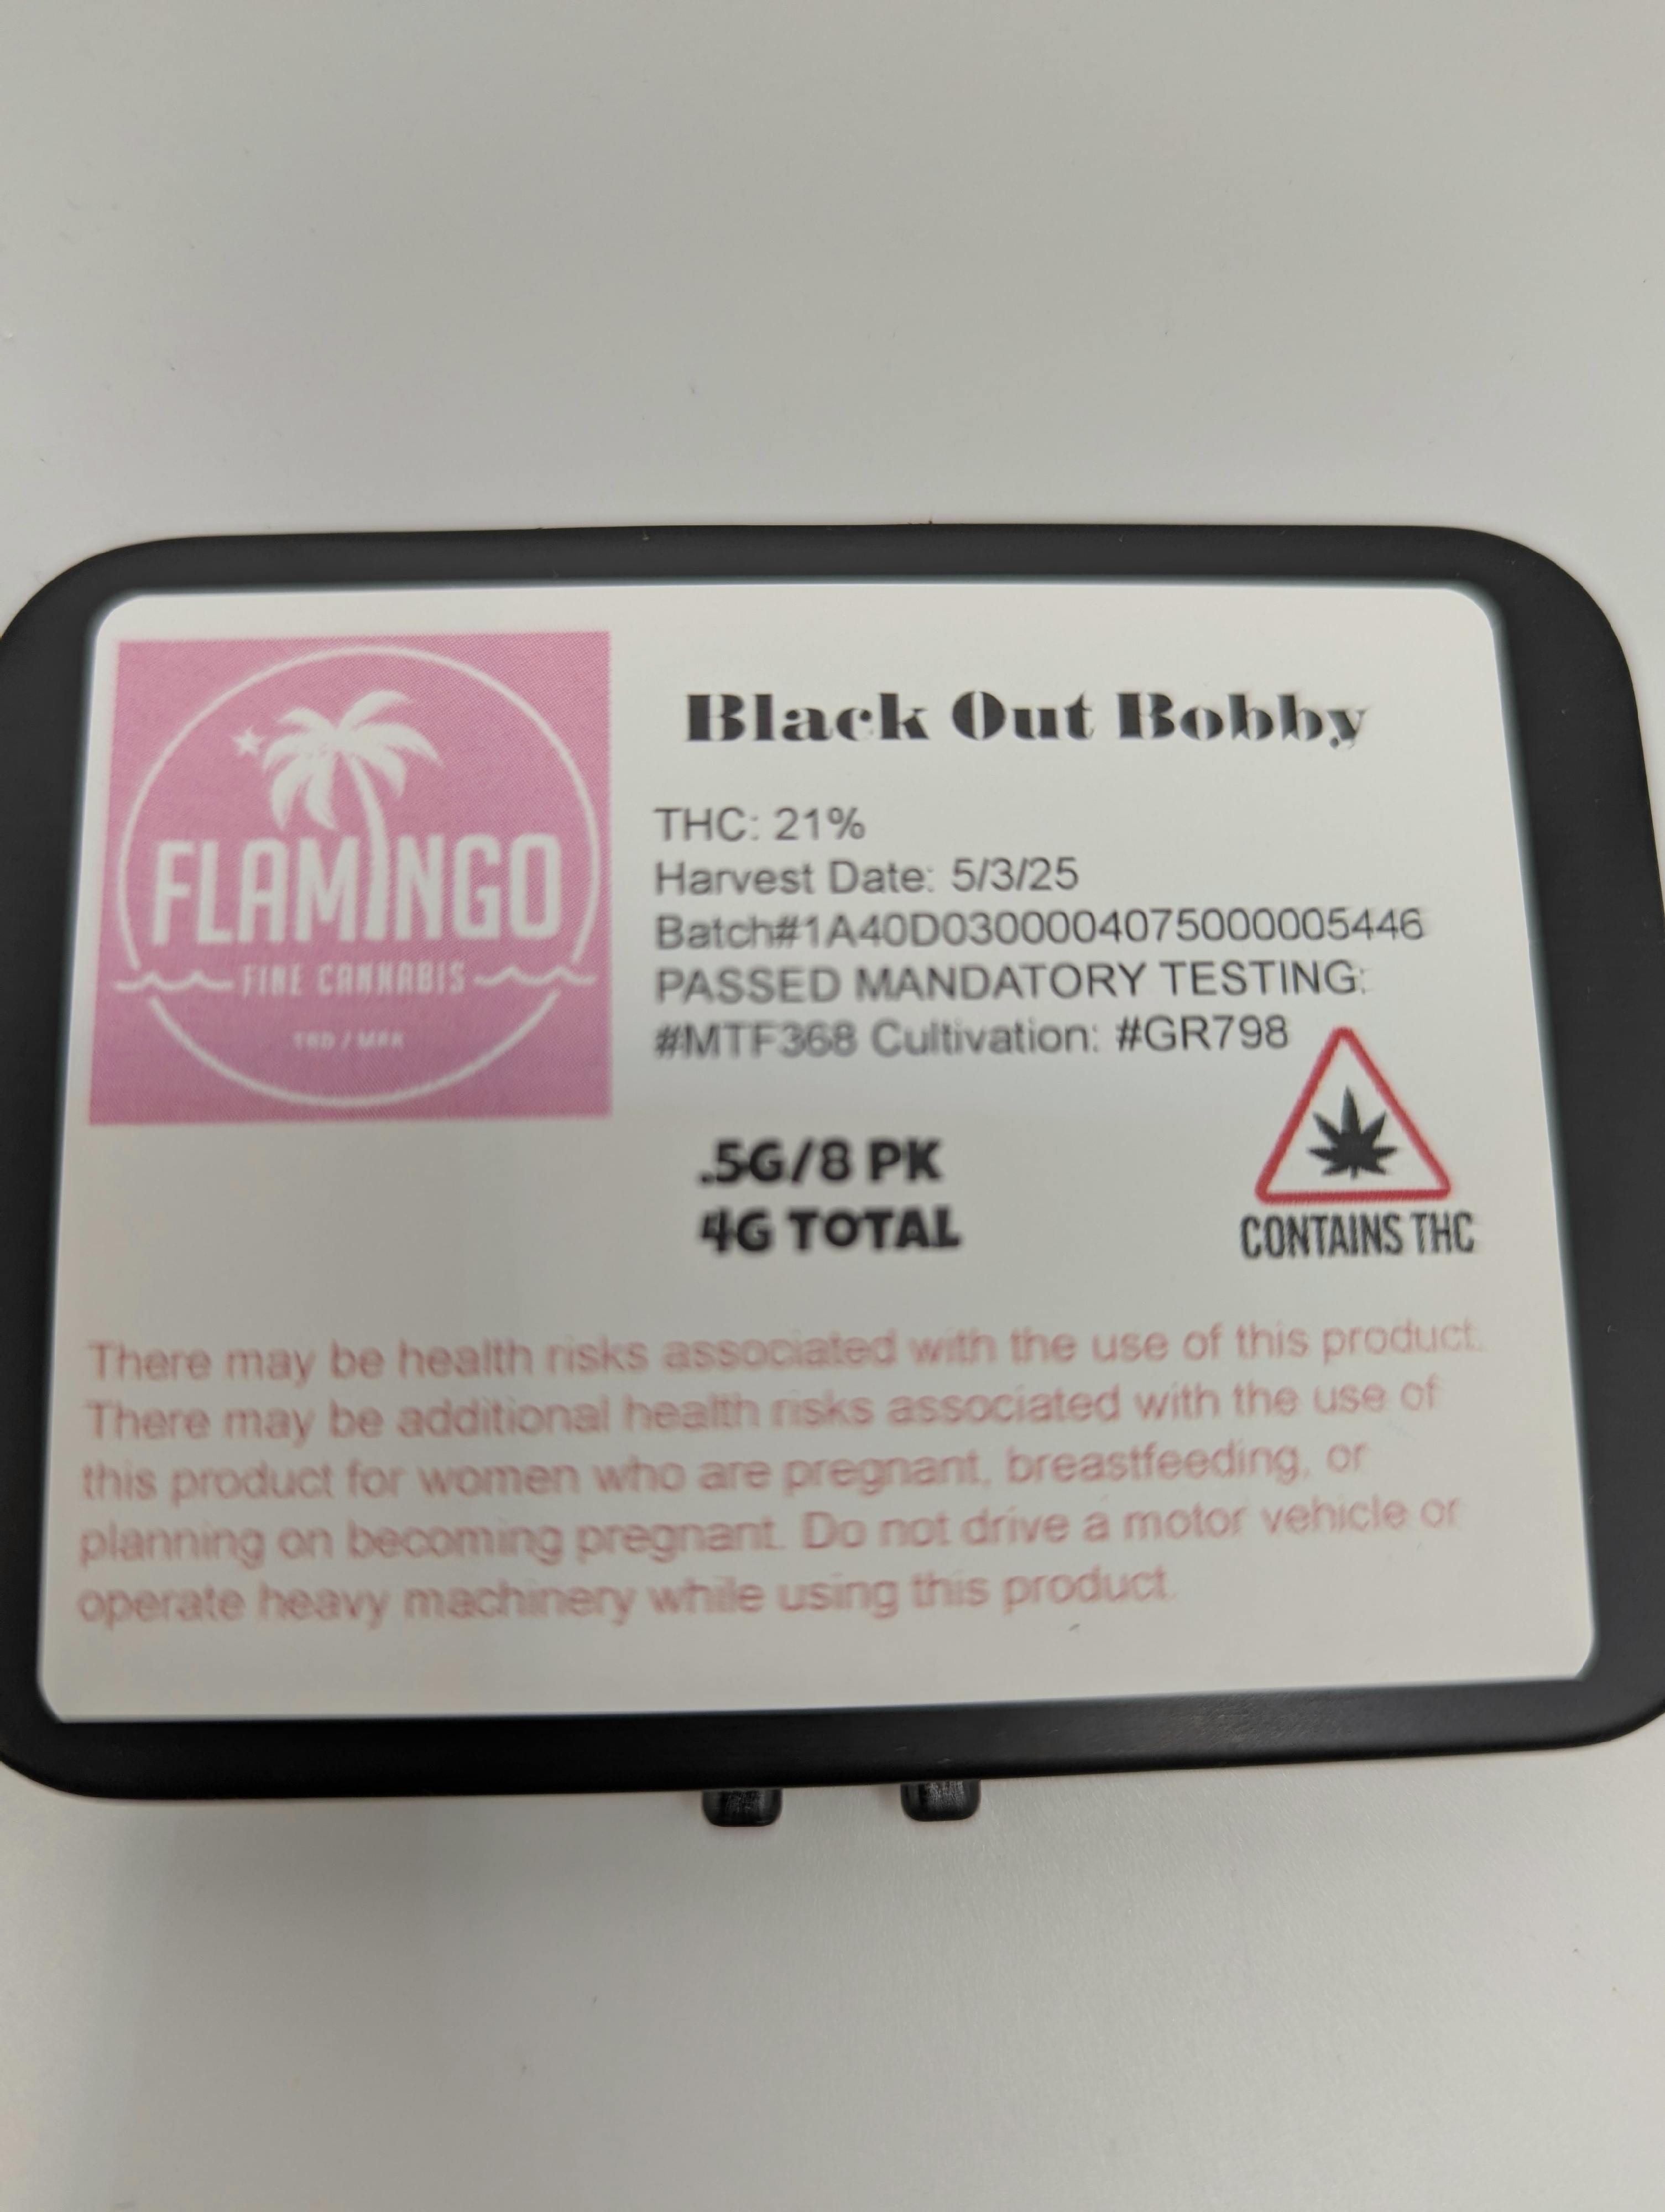 FLAMINGO
FINE CANNABIS
TRD / MRK
Black Out Bobby
THC: 21%
Harvest Date: 5/3/25
Batch#1A40D0300004075000005446
PASSED MANDATORY TESTING:
#MTF368 Cultivation: #GR798
.5G/8 PK
4G TOTAL
CONTAINS THC
There may be health risks associated with the use of this product.
There may be additional health risks associated with the use of
this product for women who are pregnant, breastfeeding, or
planning on becoming pregnant. Do not drive a motor vehicle or
operate heavy machinery while using this product.